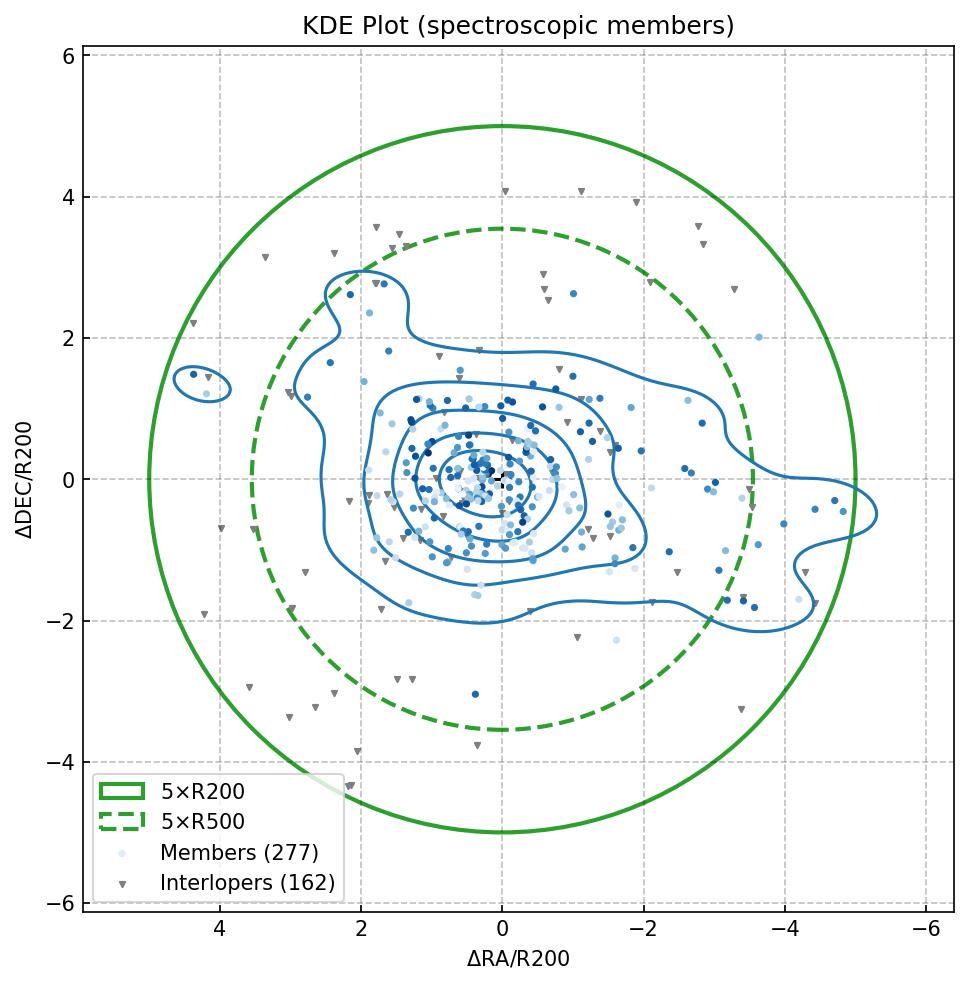 KDE Plot (spectroscopic members)
6
4
2
0
−2
−4
−6
ΔDEC/R200
5×R200
5×R500
Members (277)
Interlopers (162)
4
2
0
−2
−4
−6
ΔRA/R200